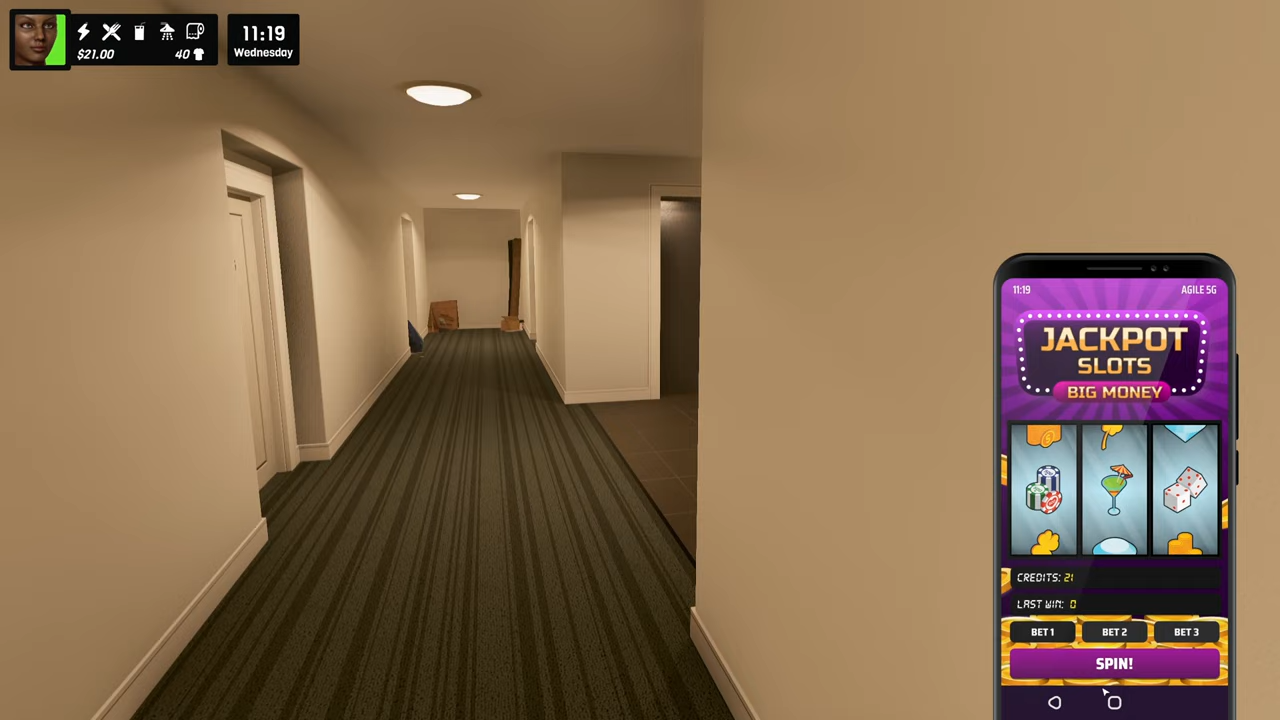 $21.00
40
11:19
Wednesday
11:19
AGILE 5G
JACKPOT
SLOTS
BIG MONEY
CREDITS: 21
LAST WIN: 0
BET 1
BET 2
BET 3
SPIN!